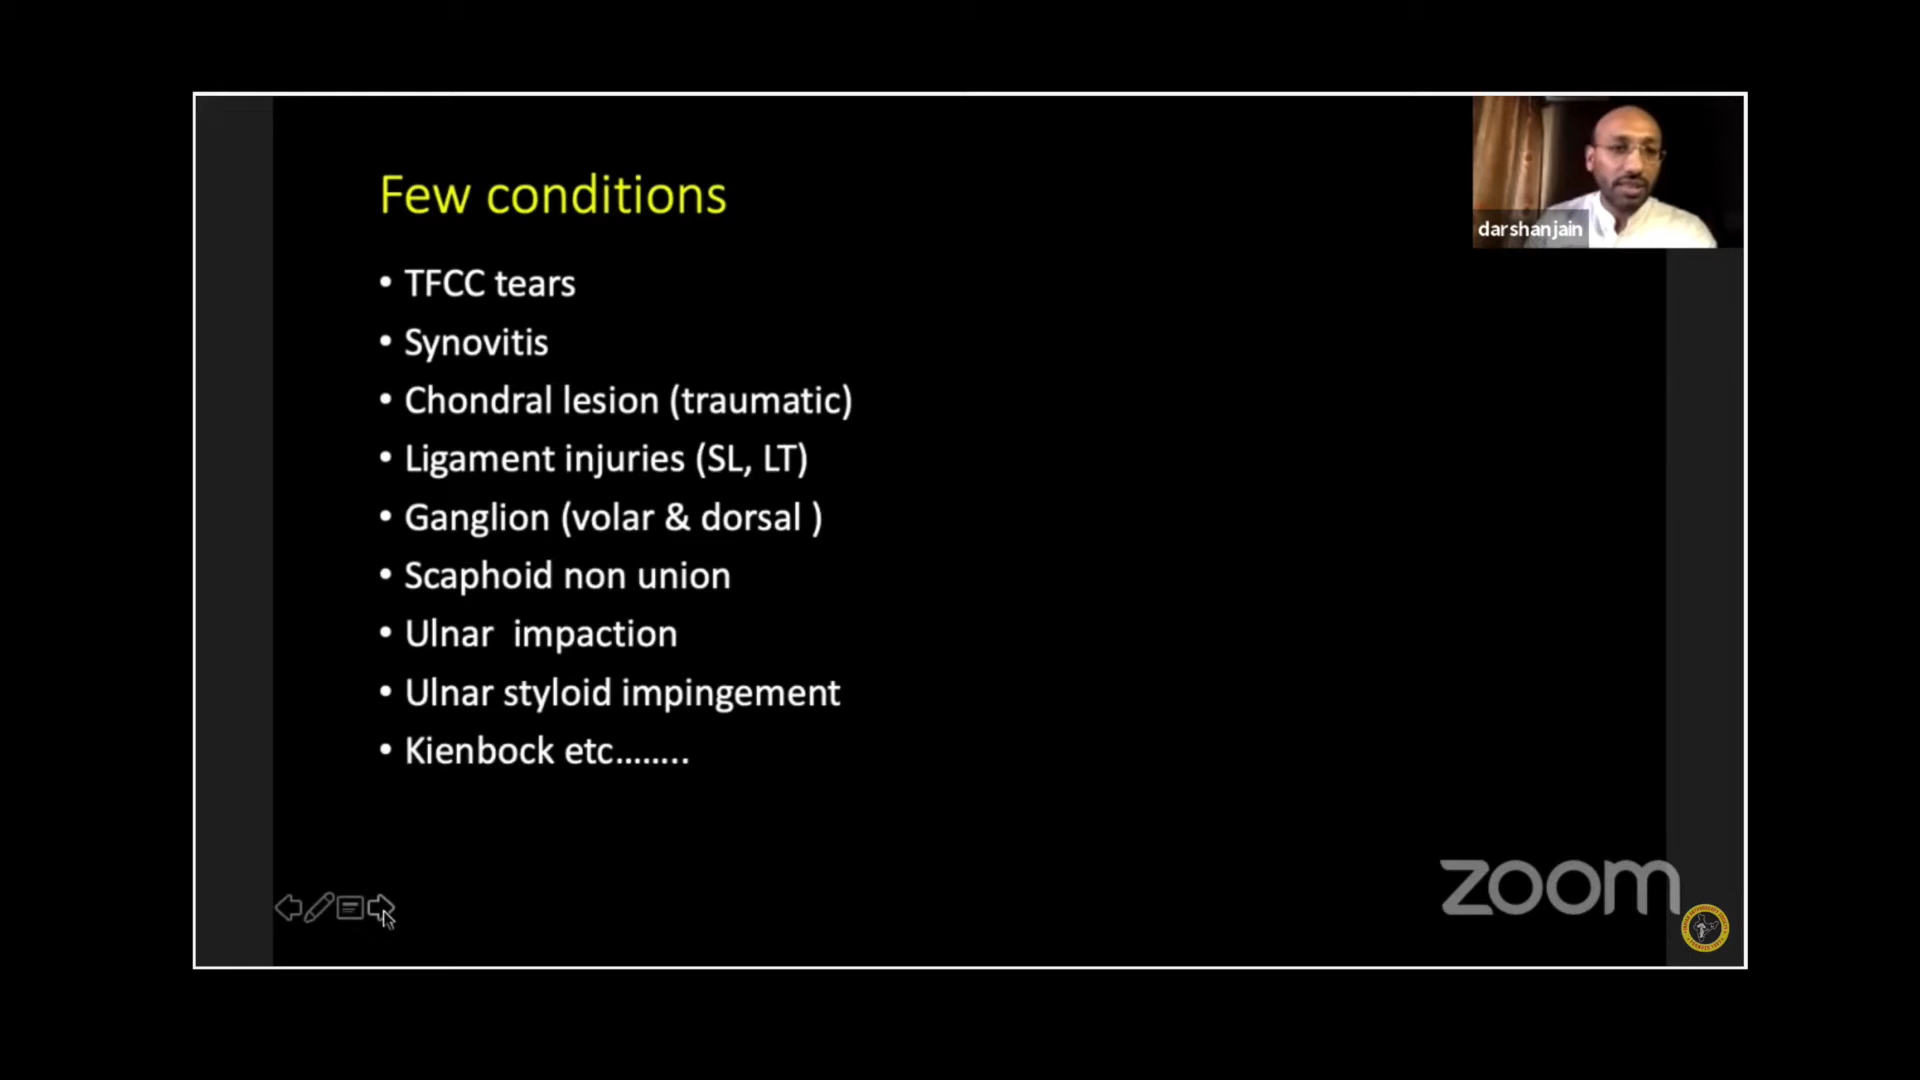 Few conditions
• TFCC tears
• Synovitis
• Chondral lesion (traumatic)
• Ligament injuries (SL, LT)
• Ganglion (volar & dorsal )
• Scaphoid non union
• Ulnar  impaction
• Ulnar styloid impingement
• Kienbock etc........
darshanjain
zoom